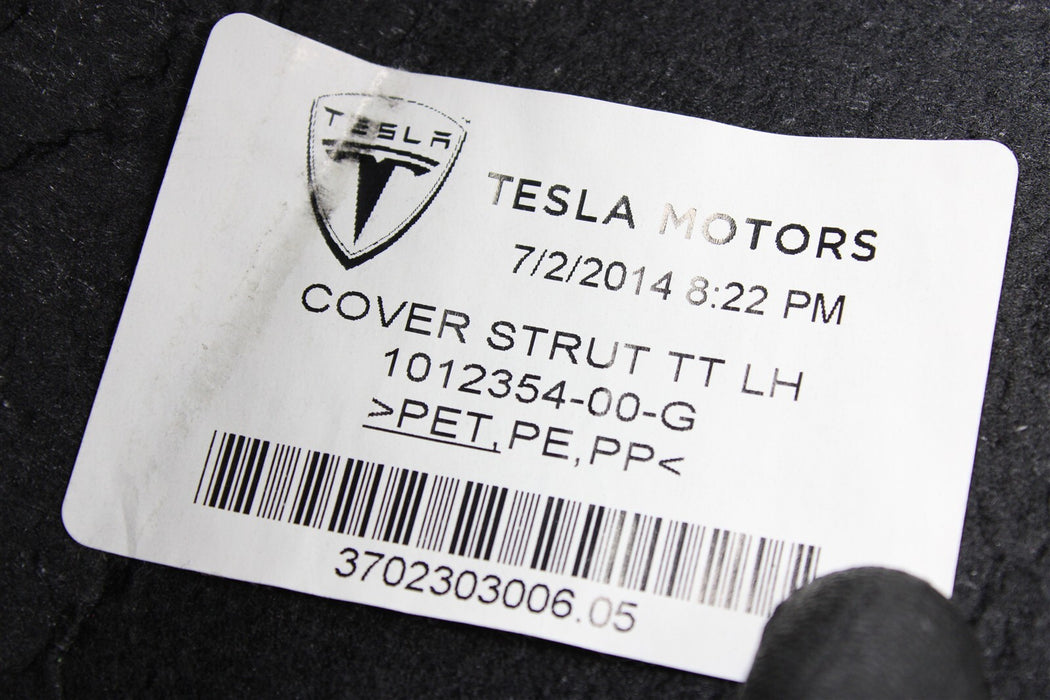 TESLA
TESLA MOTORS
7/2/2014 8:22 PM
COVER STRUT TT LH
1012354-00-G
>PET,PE,PP<
3702303006.05